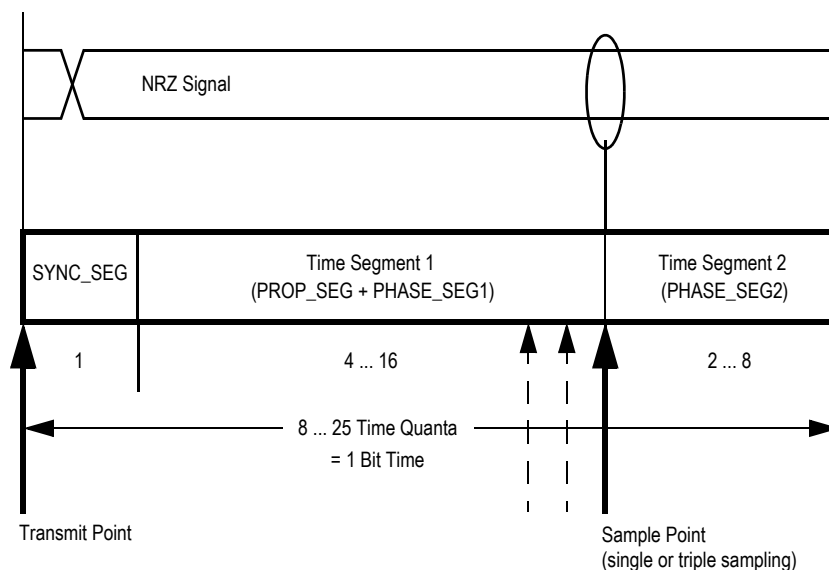 NRZ Signal
SYNC_SEG
Time Segment 1
(PROP_SEG + PHASE_SEG1)
Time Segment 2
(PHASE_SEG2)
1
4 ... 16
2 ... 8
8 ... 25 Time Quanta
= 1 Bit Time
Transmit Point
Sample Point
(single or triple sampling)